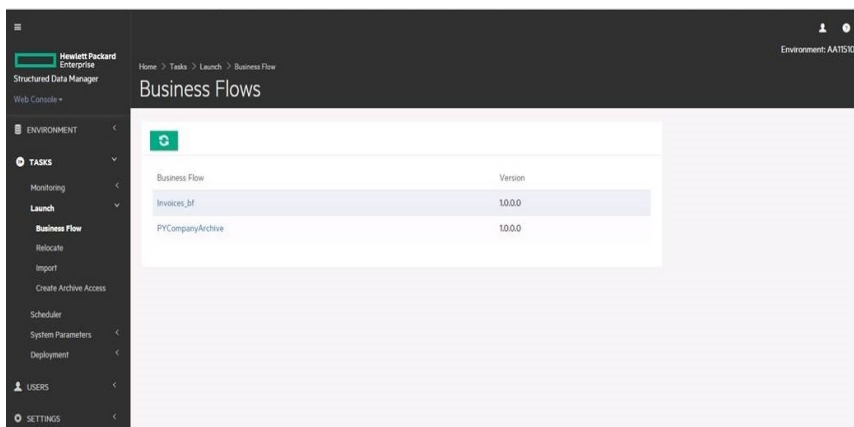 Hewlett Packard
Enterprise
Structured Data Manager
Web Console
ENVIRONMENT
TASKS
Monitoring
Launch
Business Flow
Relocate
Import
Create Archive Access
Scheduler
System Parameters
Deployment
USERS
SETTINGS
Environment: AA11510
Home > Tasks > Launch > Business Flow
Business Flows
Business Flow Version
Invoices_bf 1.0.0.0
PYCompanyArchive 1.0.0.0